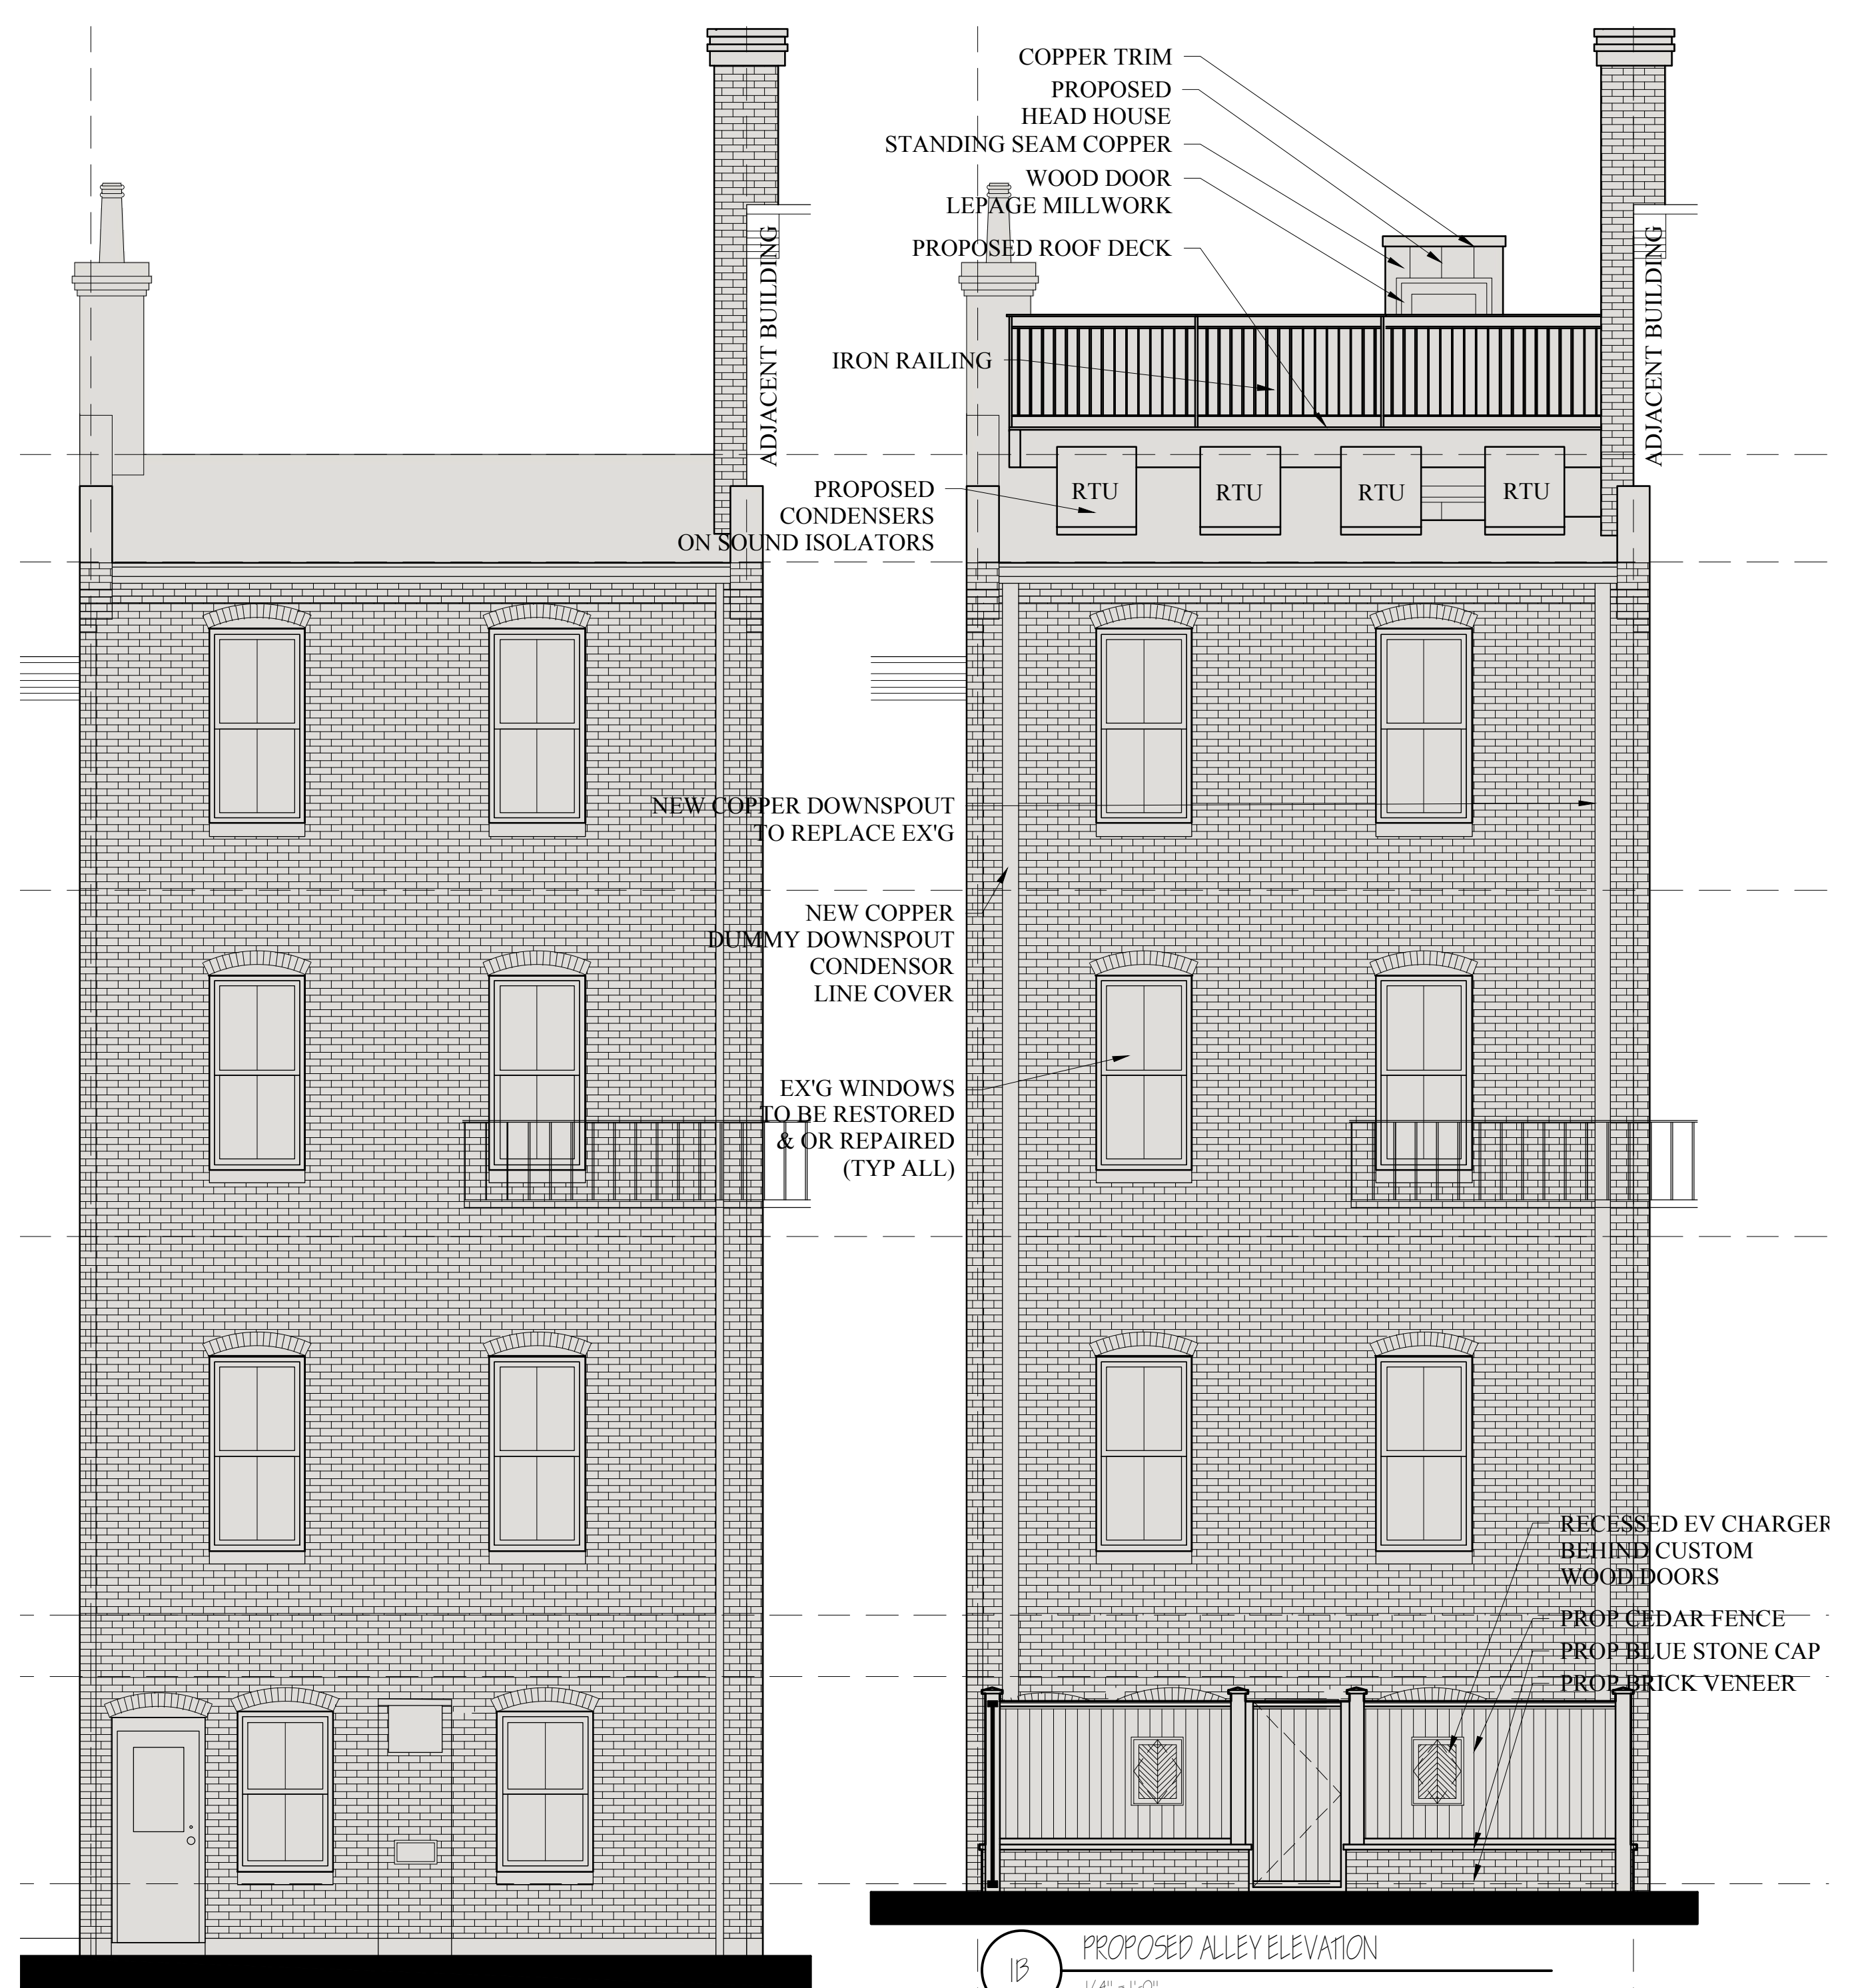 COPPER TRIM
PROPOSED
HEAD HOUSE
STANDING SEAM COPPER
WOOD DOOR
LEPAGE MILLWORK
PROPOSED ROOF DECK
ADJACENT BUILDING
ADJACENT BUILDING
IRON RAILING
RTU
RTU
RTU
RTU
PROPOSED
CONDENSERS
ON SOUND ISOLATORS
NEW COPPER DOWNSPOUT
TO REPLACE EX'G
NEW COPPER
DUMMY DOWNSPOUT
CONDENSOR
LINE COVER
EX'G WINDOWS
TO BE RESTORED
& OR REPAIRED
(TYP ALL)
RECESSED EV CHARGER
BEHIND CUSTOM
WOOD DOORS
PROP CEDAR FENCE
PROP BLUE STONE CAP
PROP BRICK VENEER
1B
PROPOSED ALLEY ELEVATION